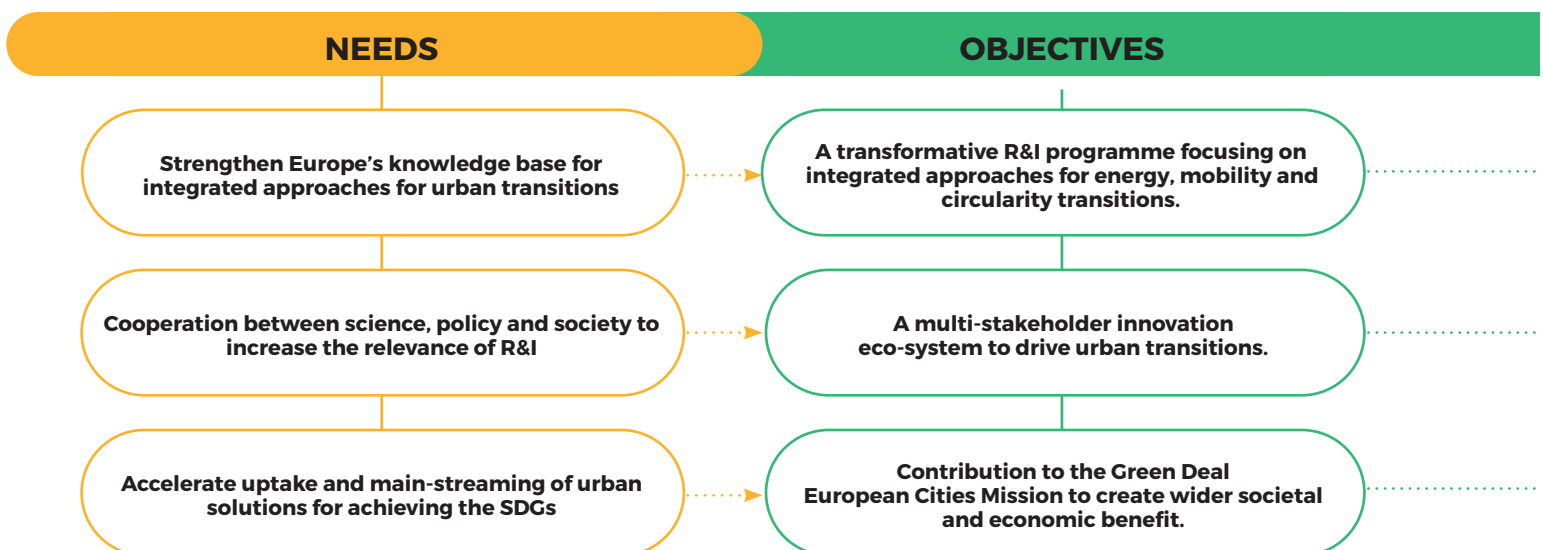 NEEDS
OBJECTIVES
Strengthen Europe's knowledge base for
integrated approaches for urban transitions
A transformative R&I programme focusing on
integrated approaches for energy, mobility and
circularity transitions.
Cooperation between science, policy and society to
increase the relevance of R&I
A multi-stakeholder innovation
eco-system to drive urban transitions.
Accelerate uptake and main-streaming of urban
solutions for achieving the SDGs
Contribution to the Green Deal
European Cities Mission to create wider societal
and economic benefit.